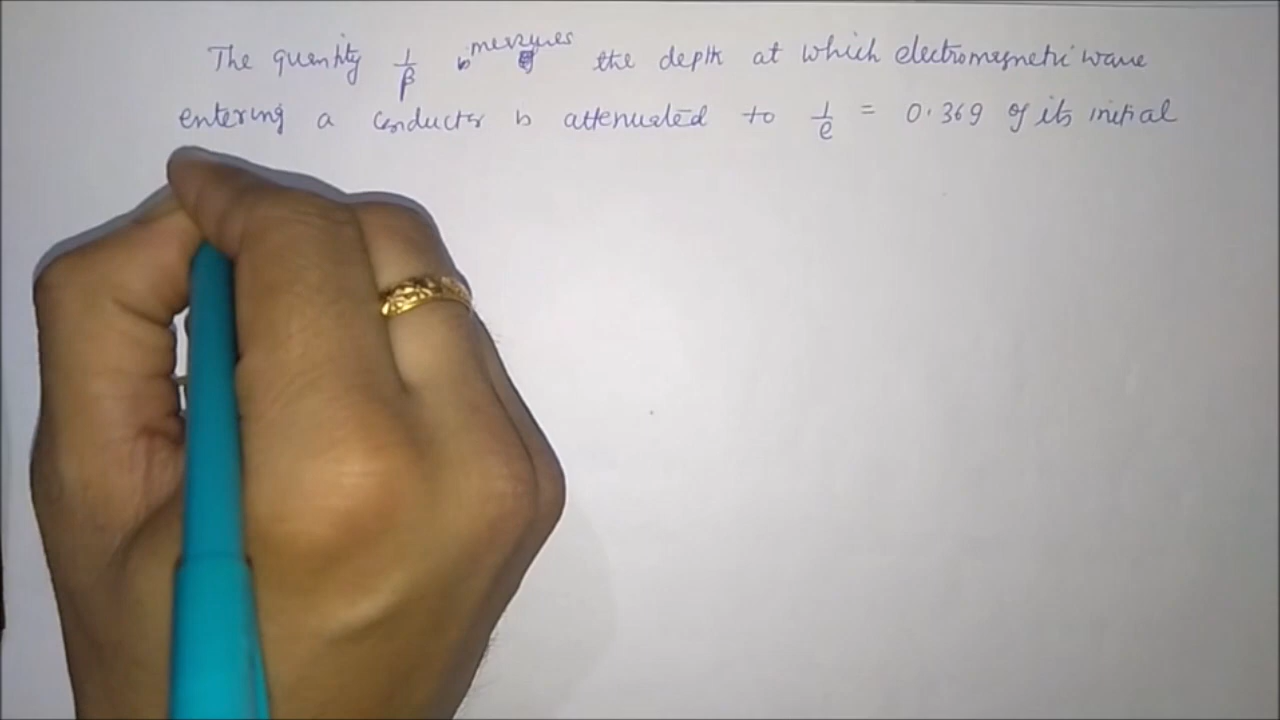 The quantity 1/β measures the depth at which electromagnetic wave
entering a conductor is attenuated to 1/e = 0.369 of its initial